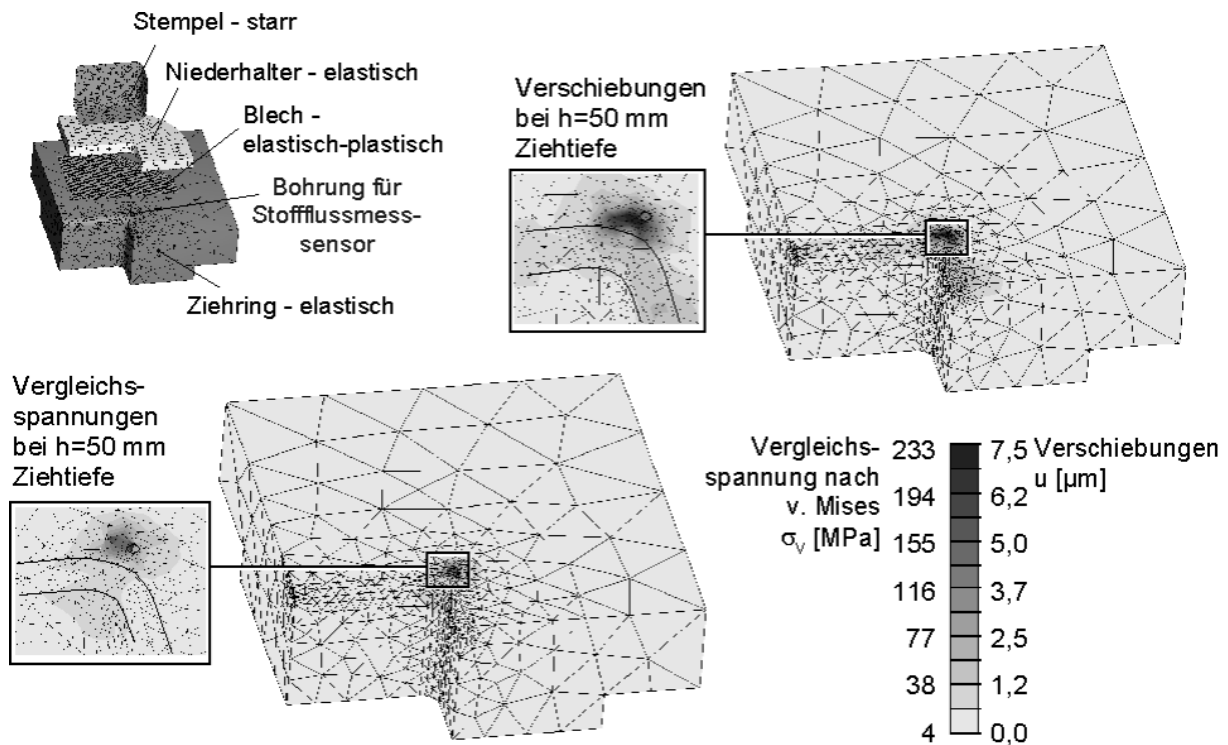 Stempel - starr
Niederhalter - elastisch
Blech -
elastisch-plastisch
Bohrung für
Stoffflussmess-
sensor
Ziehring - elastisch
Verschiebungen
bei h=50 mm
Ziehtiefe
Vergleichs-
spannungen
bei h=50 mm
Ziehtiefe
Vergleichs-
spannung nach
v. Mises
σV [MPa]
233
194
155
116
77
38
4
7,5
6,2
5,0
3,7
2,5
1,2
0,0
Verschiebungen
u [µm]